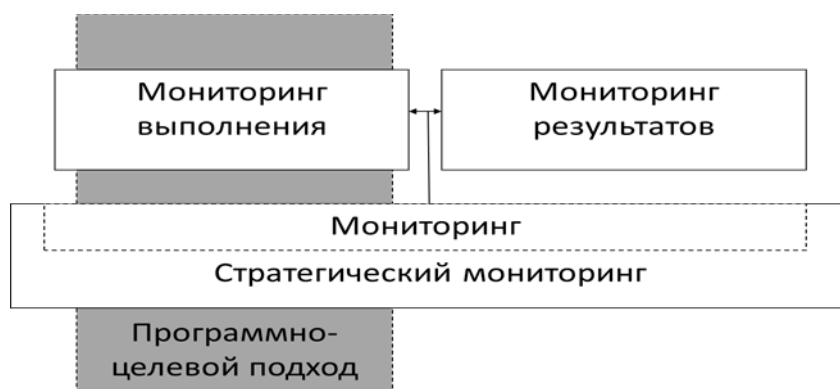 Мониторинг
выполнения
Мониторинг
результатов
Мониторинг
Стратегический мониторинг
Программно-
целевой подход